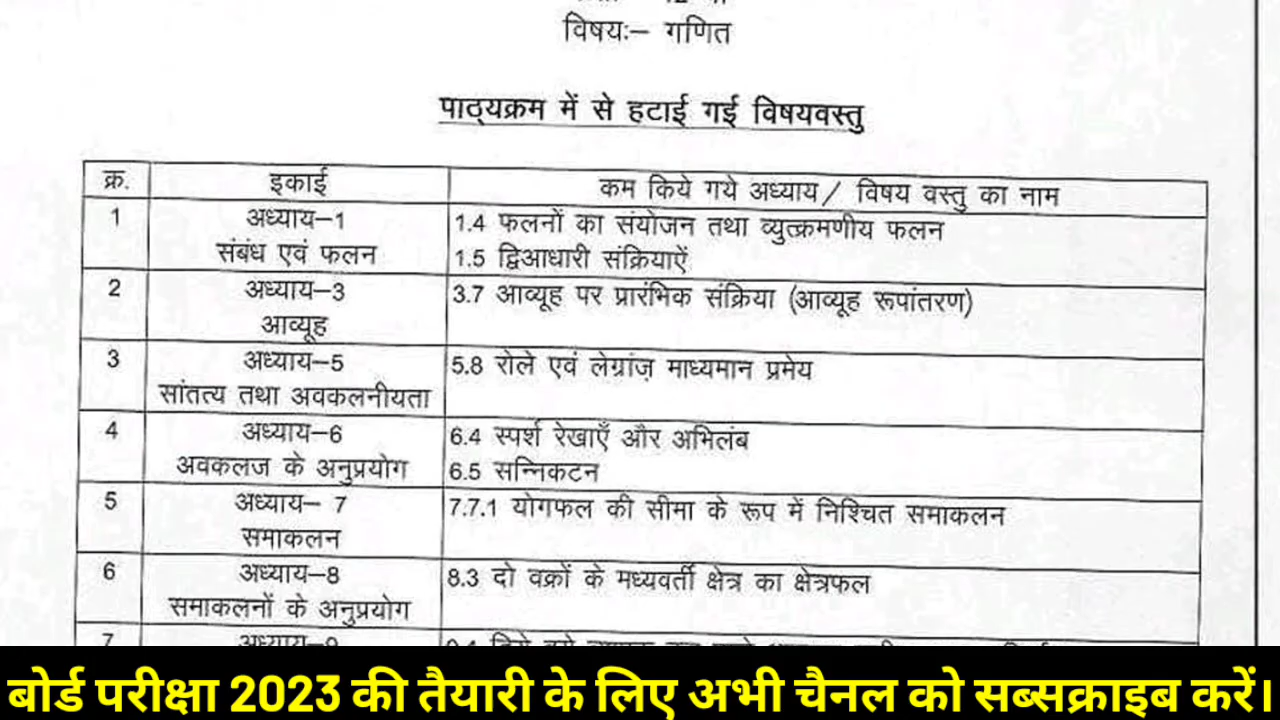 विषयः– गणित
पाठ्यक्रम में से हटाई गई विषयवस्तु
क्र. इकाई कम किये गये अध्याय/ विषय वस्तु का नाम
1 अध्याय–1 1.4 फलनों का संयोजन तथा व्युत्क्रमणीय फलन
संबंध एवं फलन 1.5 द्विआधारी संक्रियाऐं
2 अध्याय–3 3.7 आव्यूह पर प्रारंभिक संक्रिया (आव्यूह रूपांतरण)
आव्यूह
3 अध्याय–5 5.8 रोले एवं लेग्रांज़ माध्यमान प्रमेय
सांतत्य तथा अवकलनीयता
4 अध्याय–6 6.4 स्पर्श रेखाएँ और अभिलंब
अवकलज के अनुप्रयोग 6.5 सन्निकटन
5 अध्याय– 7 7.7.1 योगफल की सीमा के रूप में निश्चित समाकलन
समाकलन
6 अध्याय–8 8.3 दो वक्रों के मध्यवर्ती क्षेत्र का क्षेत्रफल
समाकलनों के अनुप्रयोग
7 अध्याय–9
बोर्ड परीक्षा 2023 की तैयारी के लिए अभी चैनल को सब्सक्राइब करें।